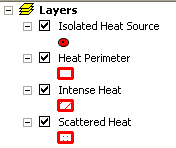 Layers
Isolated Heat Source
Heat Perimeter
Intense Heat
Scattered Heat